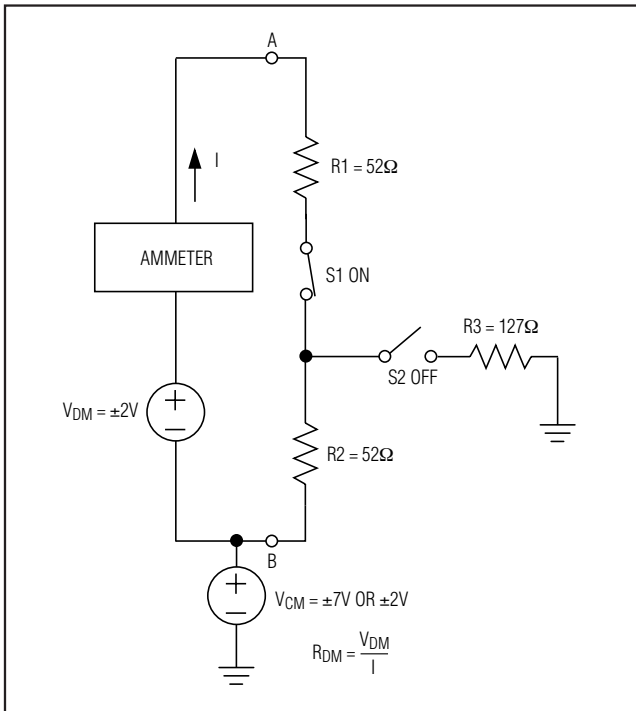 A
I
R1 = 52Ω
AMMETER
S1 ON
R3 = 127Ω
S2 OFF
VDM = ±2V
+
−
R2 = 52Ω
B
+
−
VCM = ±7V OR ±2V
RDM = VDM
I